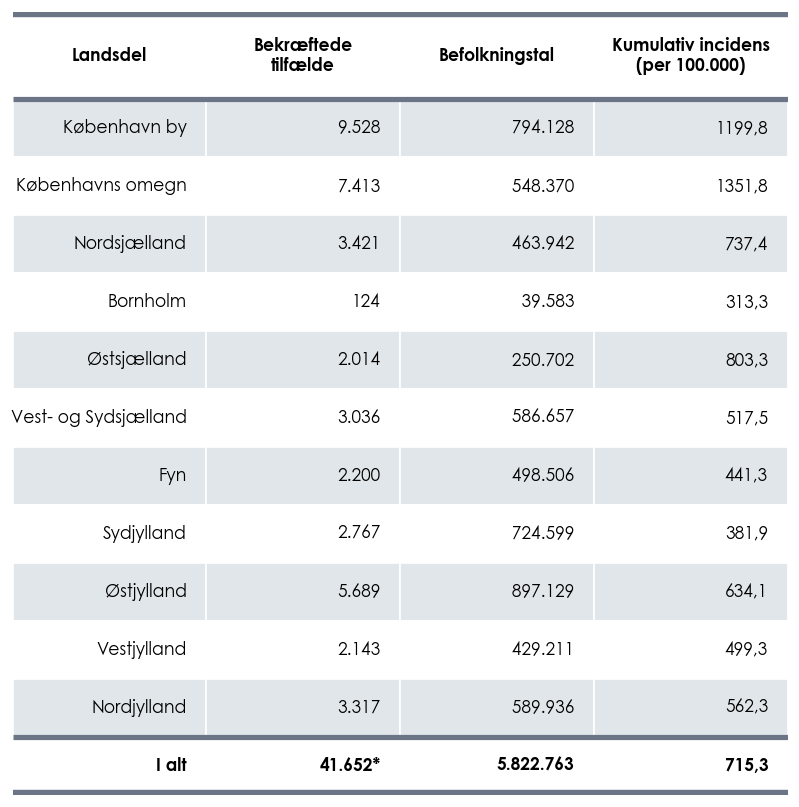 Landsdel Bekræftede tilfælde Befolkningstal Kumulativ incidens (per 100.000)
København by 9.528 794.128 1199,8
Københavns omegn 7.413 548.370 1351,8
Nordsjælland 3.421 463.942 737,4
Bornholm 124 39.583 313,3
Østsjælland 2.014 250.702 803,3
Vest- og Sydsjælland 3.036 586.657 517,5
Fyn 2.200 498.506 441,3
Sydjylland 2.767 724.599 381,9
Østjylland 5.689 897.129 634,1
Vestjylland 2.143 429.211 499,3
Nordjylland 3.317 589.936 562,3
I alt 41.652* 5.822.763 715,3